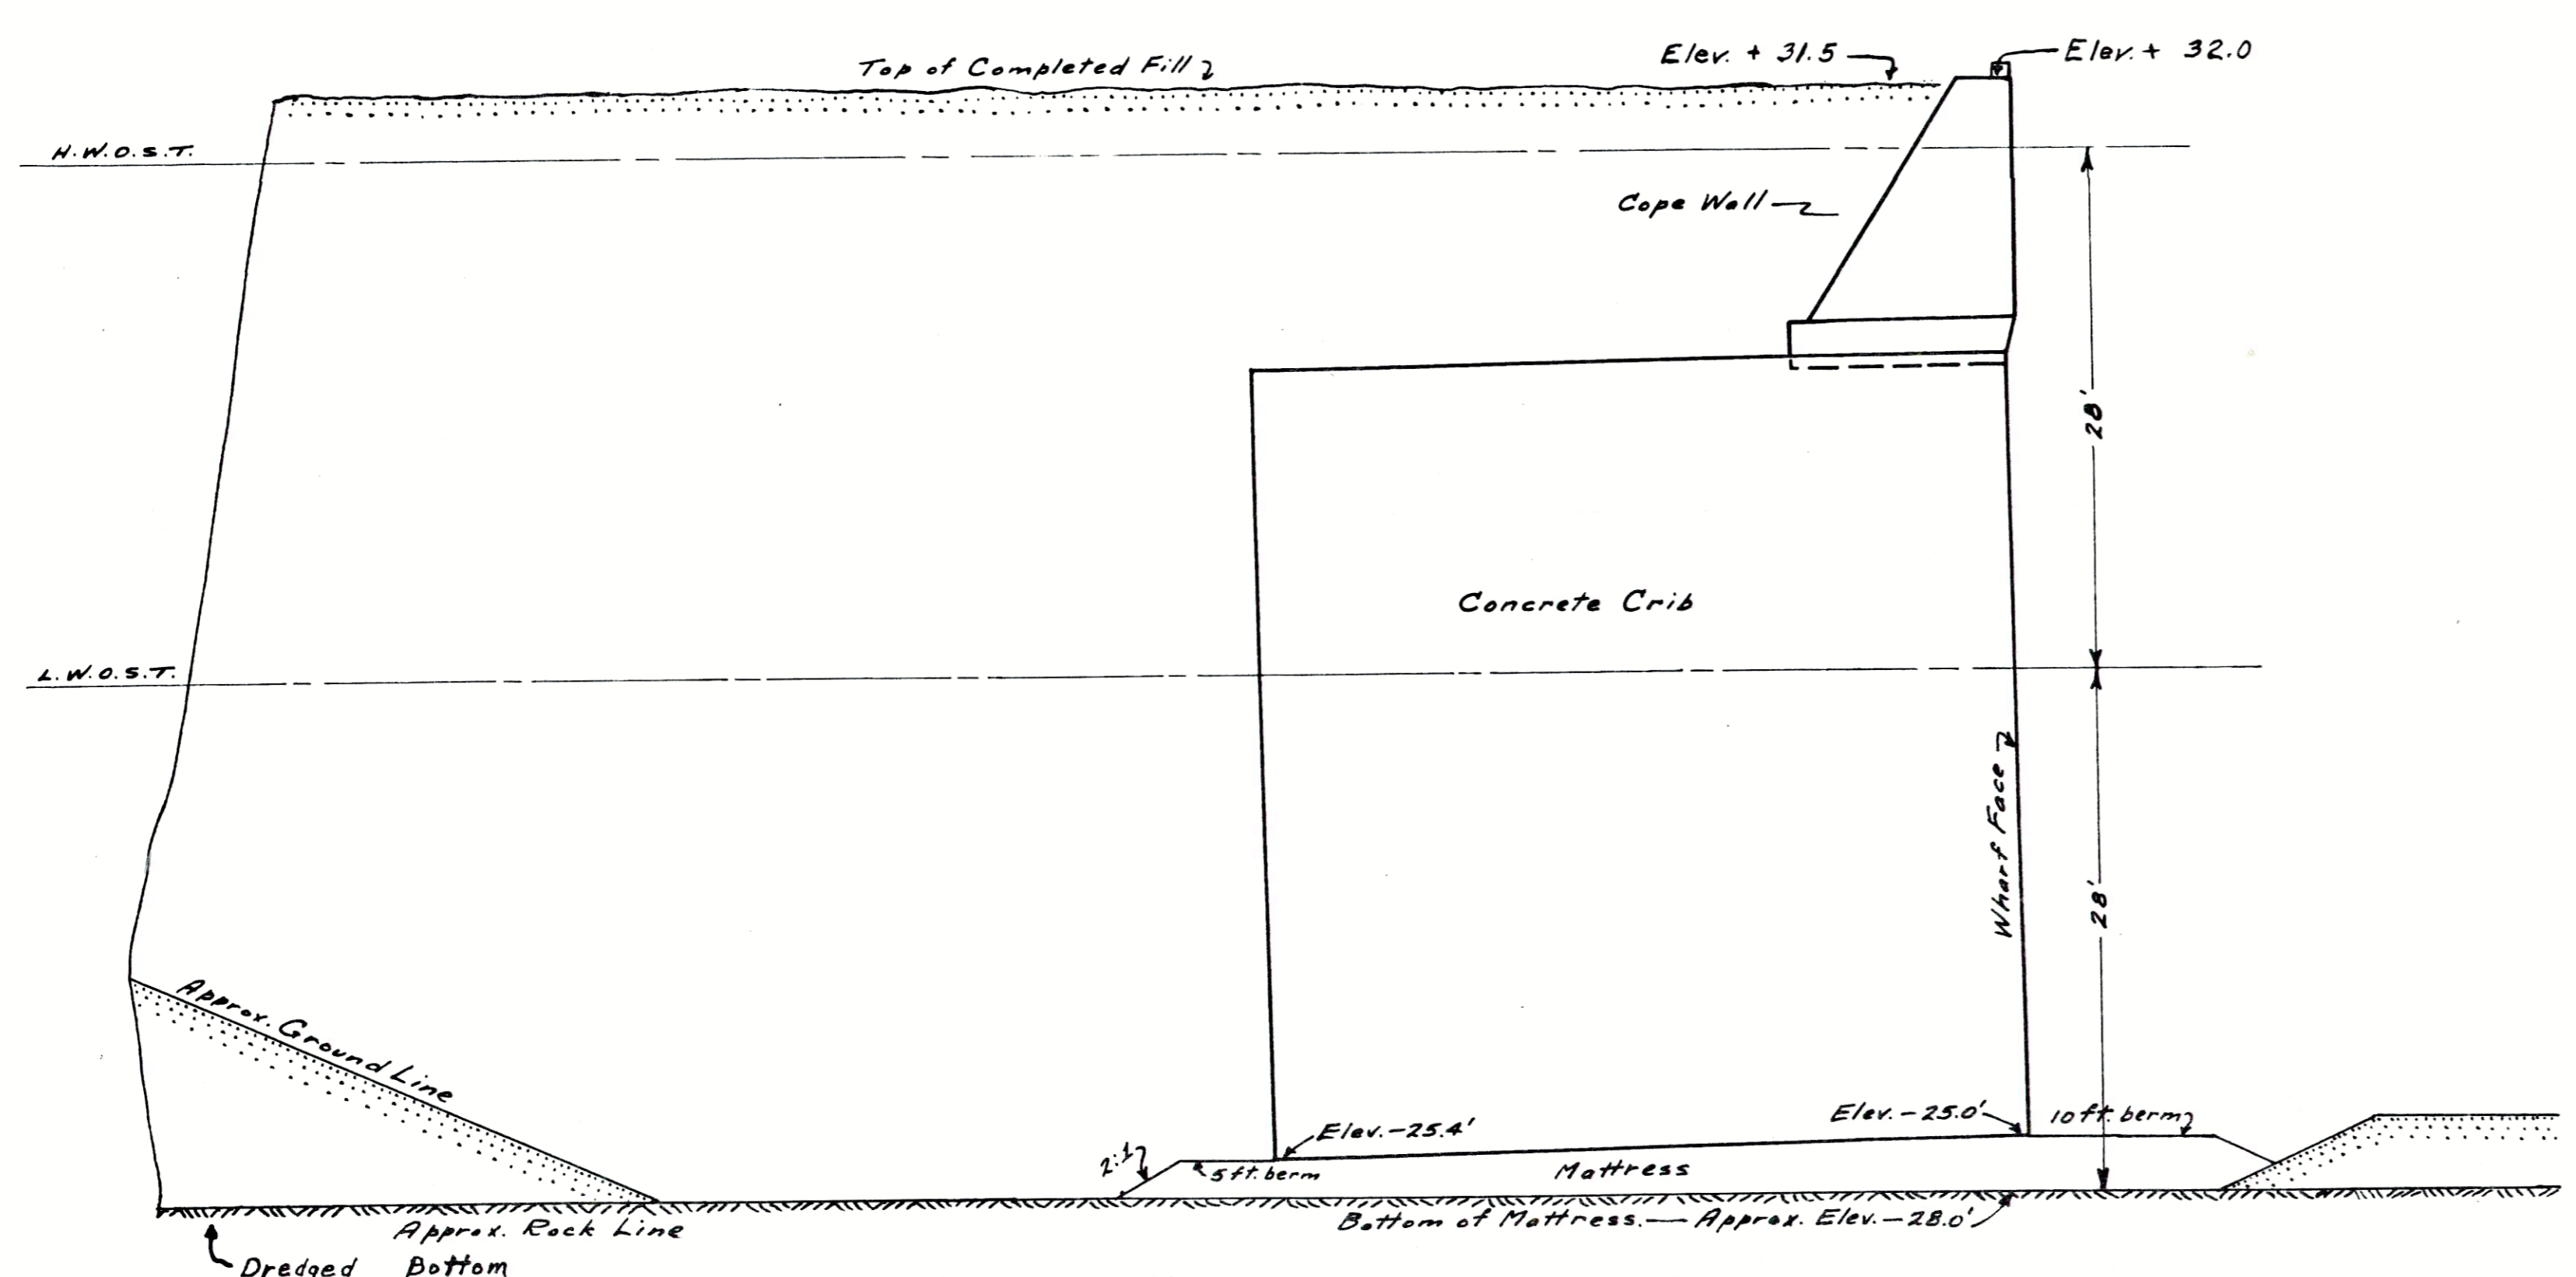 Elev. + 31.5
Elev. + 32.0
Top of Completed Fill
H.W.O.S.T.
Cope Wall
28'
Concrete Crib
L.W.O.S.T.
Wharf Face
28'
Approx. Ground Line
Elev. -25.4'
Elev. -25.0'
10 ft. berm
2:1
5 ft. berm
Mattress
Approx. Rock Line
Bottom of Mattress. — Approx. Elev. -28.0'
Dredged Bottom